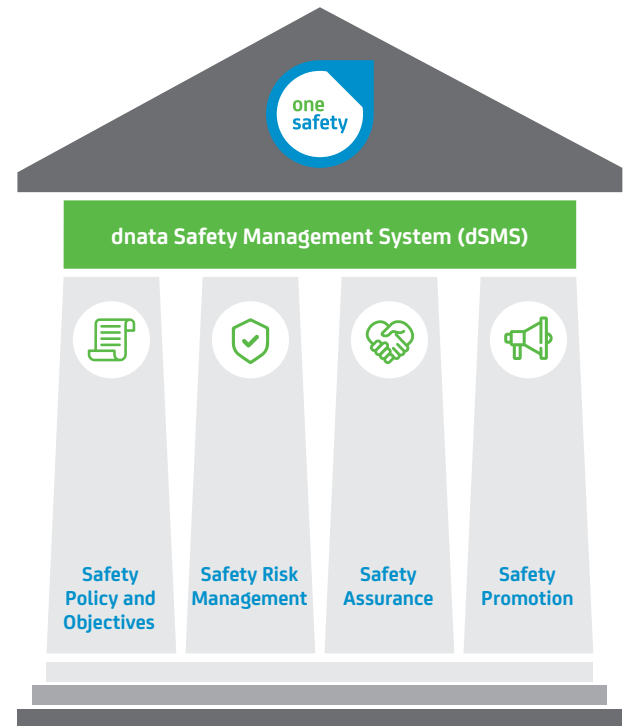 one
safety
dnata Safety Management System (dSMS)
Safety
Policy and
Objectives
Safety Risk
Management
Safety
Assurance
Safety
Promotion